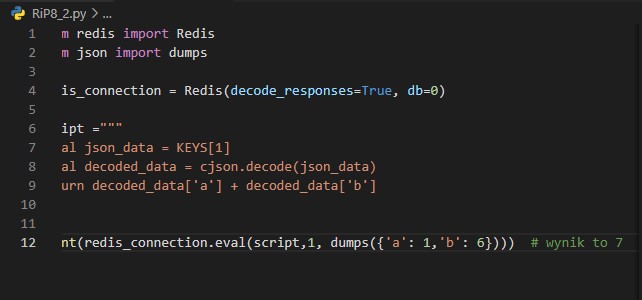 RiP8_2.py > ...
1 m redis import Redis
2 m json import dumps
3
4 is_connection = Redis(decode_responses=True, db=0)
5
6 ipt ="""
7 al json_data = KEYS[1]
8 al decoded_data = cjson.decode(json_data)
9 urn decoded_data['a'] + decoded_data['b']
10
11
12 nt(redis_connection.eval(script,1, dumps({'a': 1,'b': 6}))) # wynik to 7